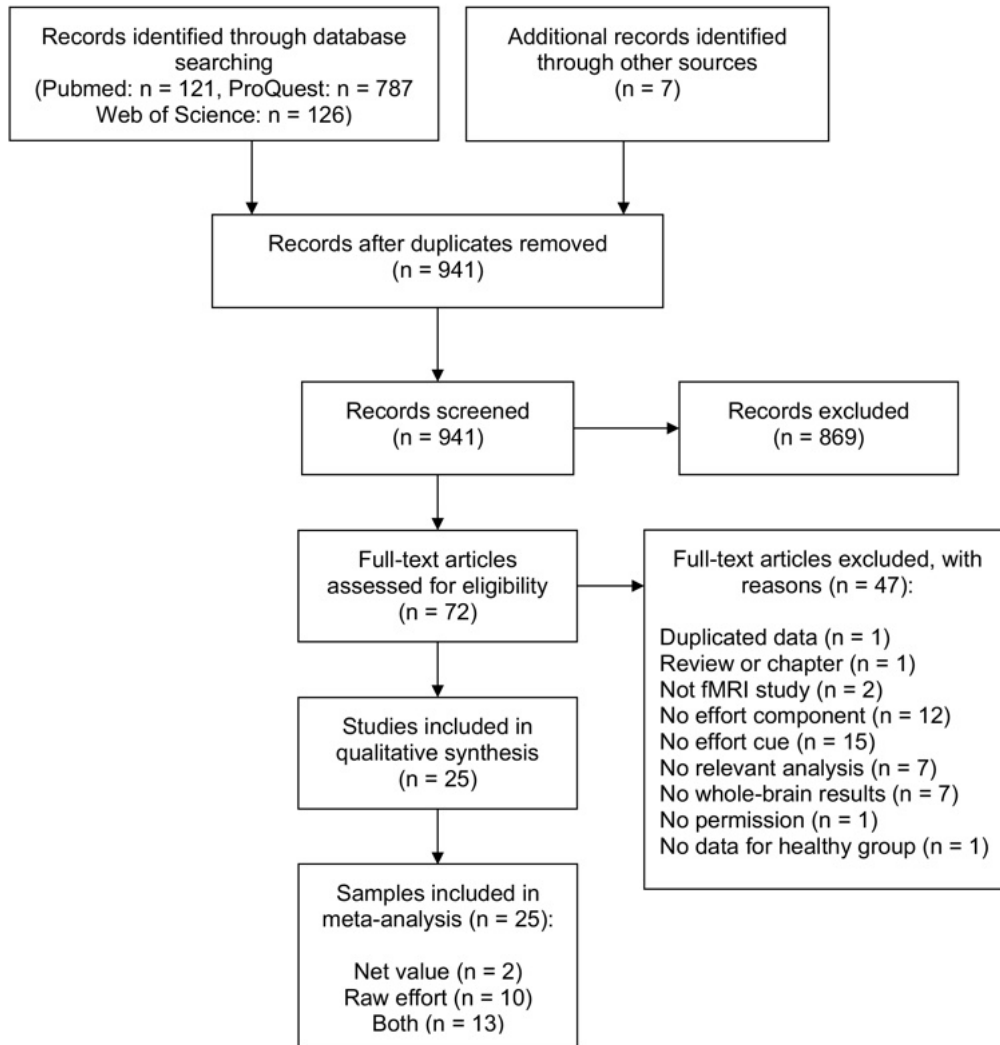 Records identified through database
searching
(Pubmed: n = 121, ProQuest: n = 787
Web of Science: n = 126)
Additional records identified
through other sources
(n = 7)
Records after duplicates removed
(n = 941)
Records screened
(n = 941)
Records excluded
(n = 869)
Full-text articles
assessed for eligibility
(n = 72)
Full-text articles excluded, with
reasons (n = 47):
Duplicated data (n = 1)
Review or chapter (n = 1)
Not fMRI study (n = 2)
No effort component (n = 12)
No effort cue (n = 15)
No relevant analysis (n = 7)
No whole-brain results (n = 7)
No permission (n = 1)
No data for healthy group (n = 1)
Studies included in
qualitative synthesis
(n = 25)
Samples included in
meta-analysis (n = 25):
Net value (n = 2)
Raw effort (n = 10)
Both (n = 13)